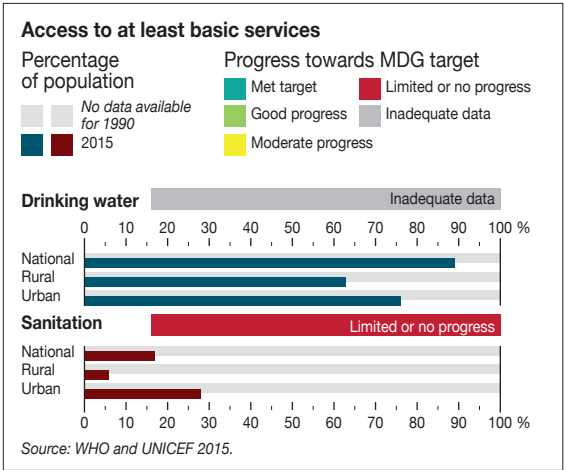 Access to at least basic services
Percentage
of population
No data available
for 1990
2015
Progress towards MDG target
Met target
Limited or no progress
Good progress
Inadequate data
Moderate progress
Drinking water
Inadequate data
0 10 20 30 40 50 60 70 80 90 100 %
National
Rural
Urban
Sanitation
Limited or no progress
National
Rural
Urban
0 10 20 30 40 50 60 70 80 90 100 %
Source: WHO and UNICEF 2015.